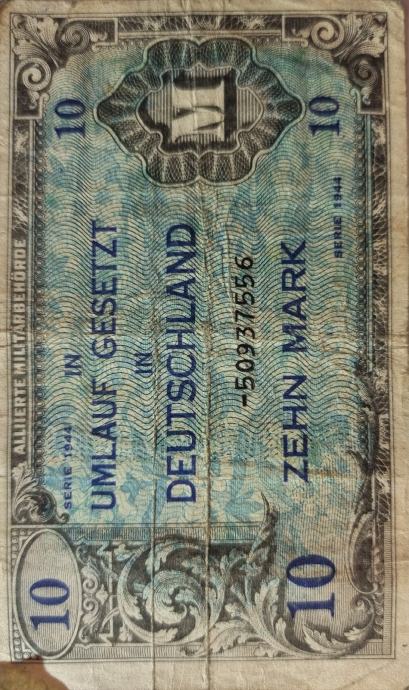 ALLIIERTE MILITÄRBEHÖRDE
10
SERIE 1944
IN
10
UMLAUF GESETZT
IN
DEUTSCHLAND
M
-50937556
10
ZEHN MARK
10
SERIE 1944